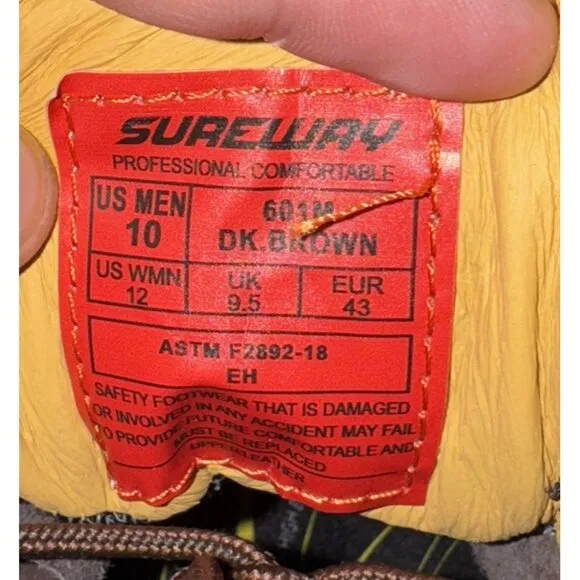 SUREWAY
PROFESSIONAL COMFORTABLE
US MEN
10
601M
DK.BROWN
US WMN
12
UK
9.5
EUR
43
ASTM F2892-18
EH
SAFETY FOOTWEAR THAT IS DAMAGED
OR INVOLVED IN ANY ACCIDENT MAY FAIL
TO PROVIDE FUTURE COMFORTABLE AND
MUST BE REPLACED
UPPER:LEATHER